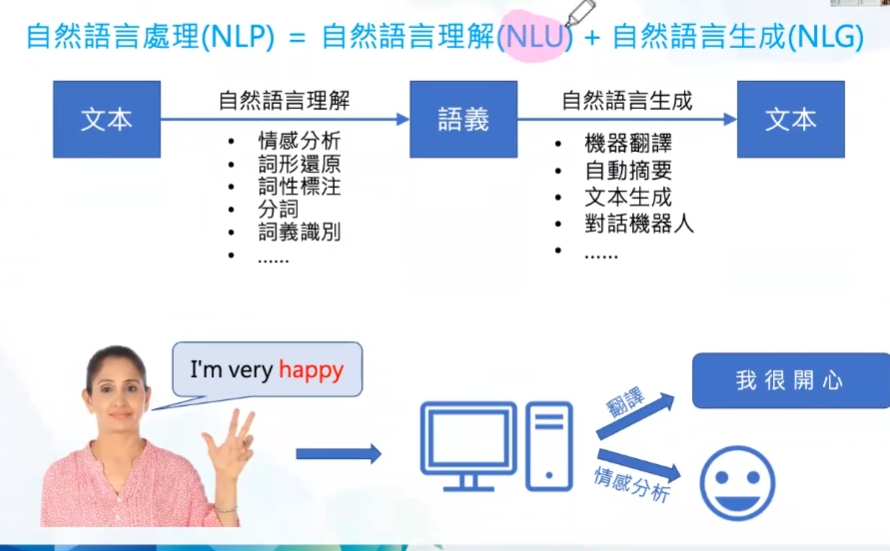 自然語言處理(NLP) = 自然語言理解(NLU) + 自然語言生成(NLG)
文本
自然語言理解
• 情感分析
• 詞形還原
• 詞性標注
• 分詞
• 詞義識別
• ......
語義
自然語言生成
• 機器翻譯
• 自動摘要
• 文本生成
• 對話機器人
• ......
文本
I'm very happy
翻譯
我很開心
情感分析